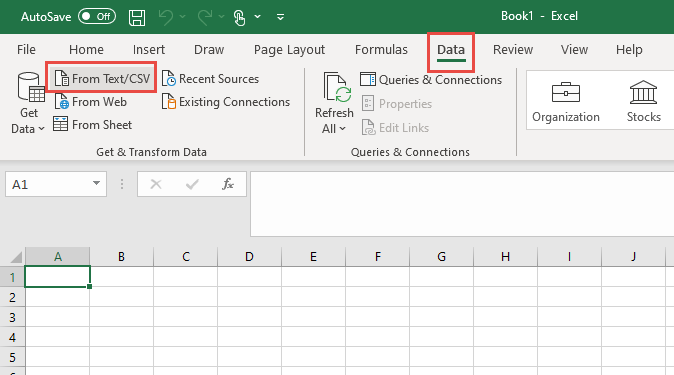 AutoSave Off Book1 - Excel
File Home Insert Draw Page Layout Formulas Data Review View Help
From Text/CSV Recent Sources Queries & Connections
Get Data From Web Existing Connections Refresh All Properties
From Sheet Edit Links Organization Stocks
Get & Transform Data Queries & Connections
A1 fx
A B C D E F G H I J
1
2
3
4
5
6